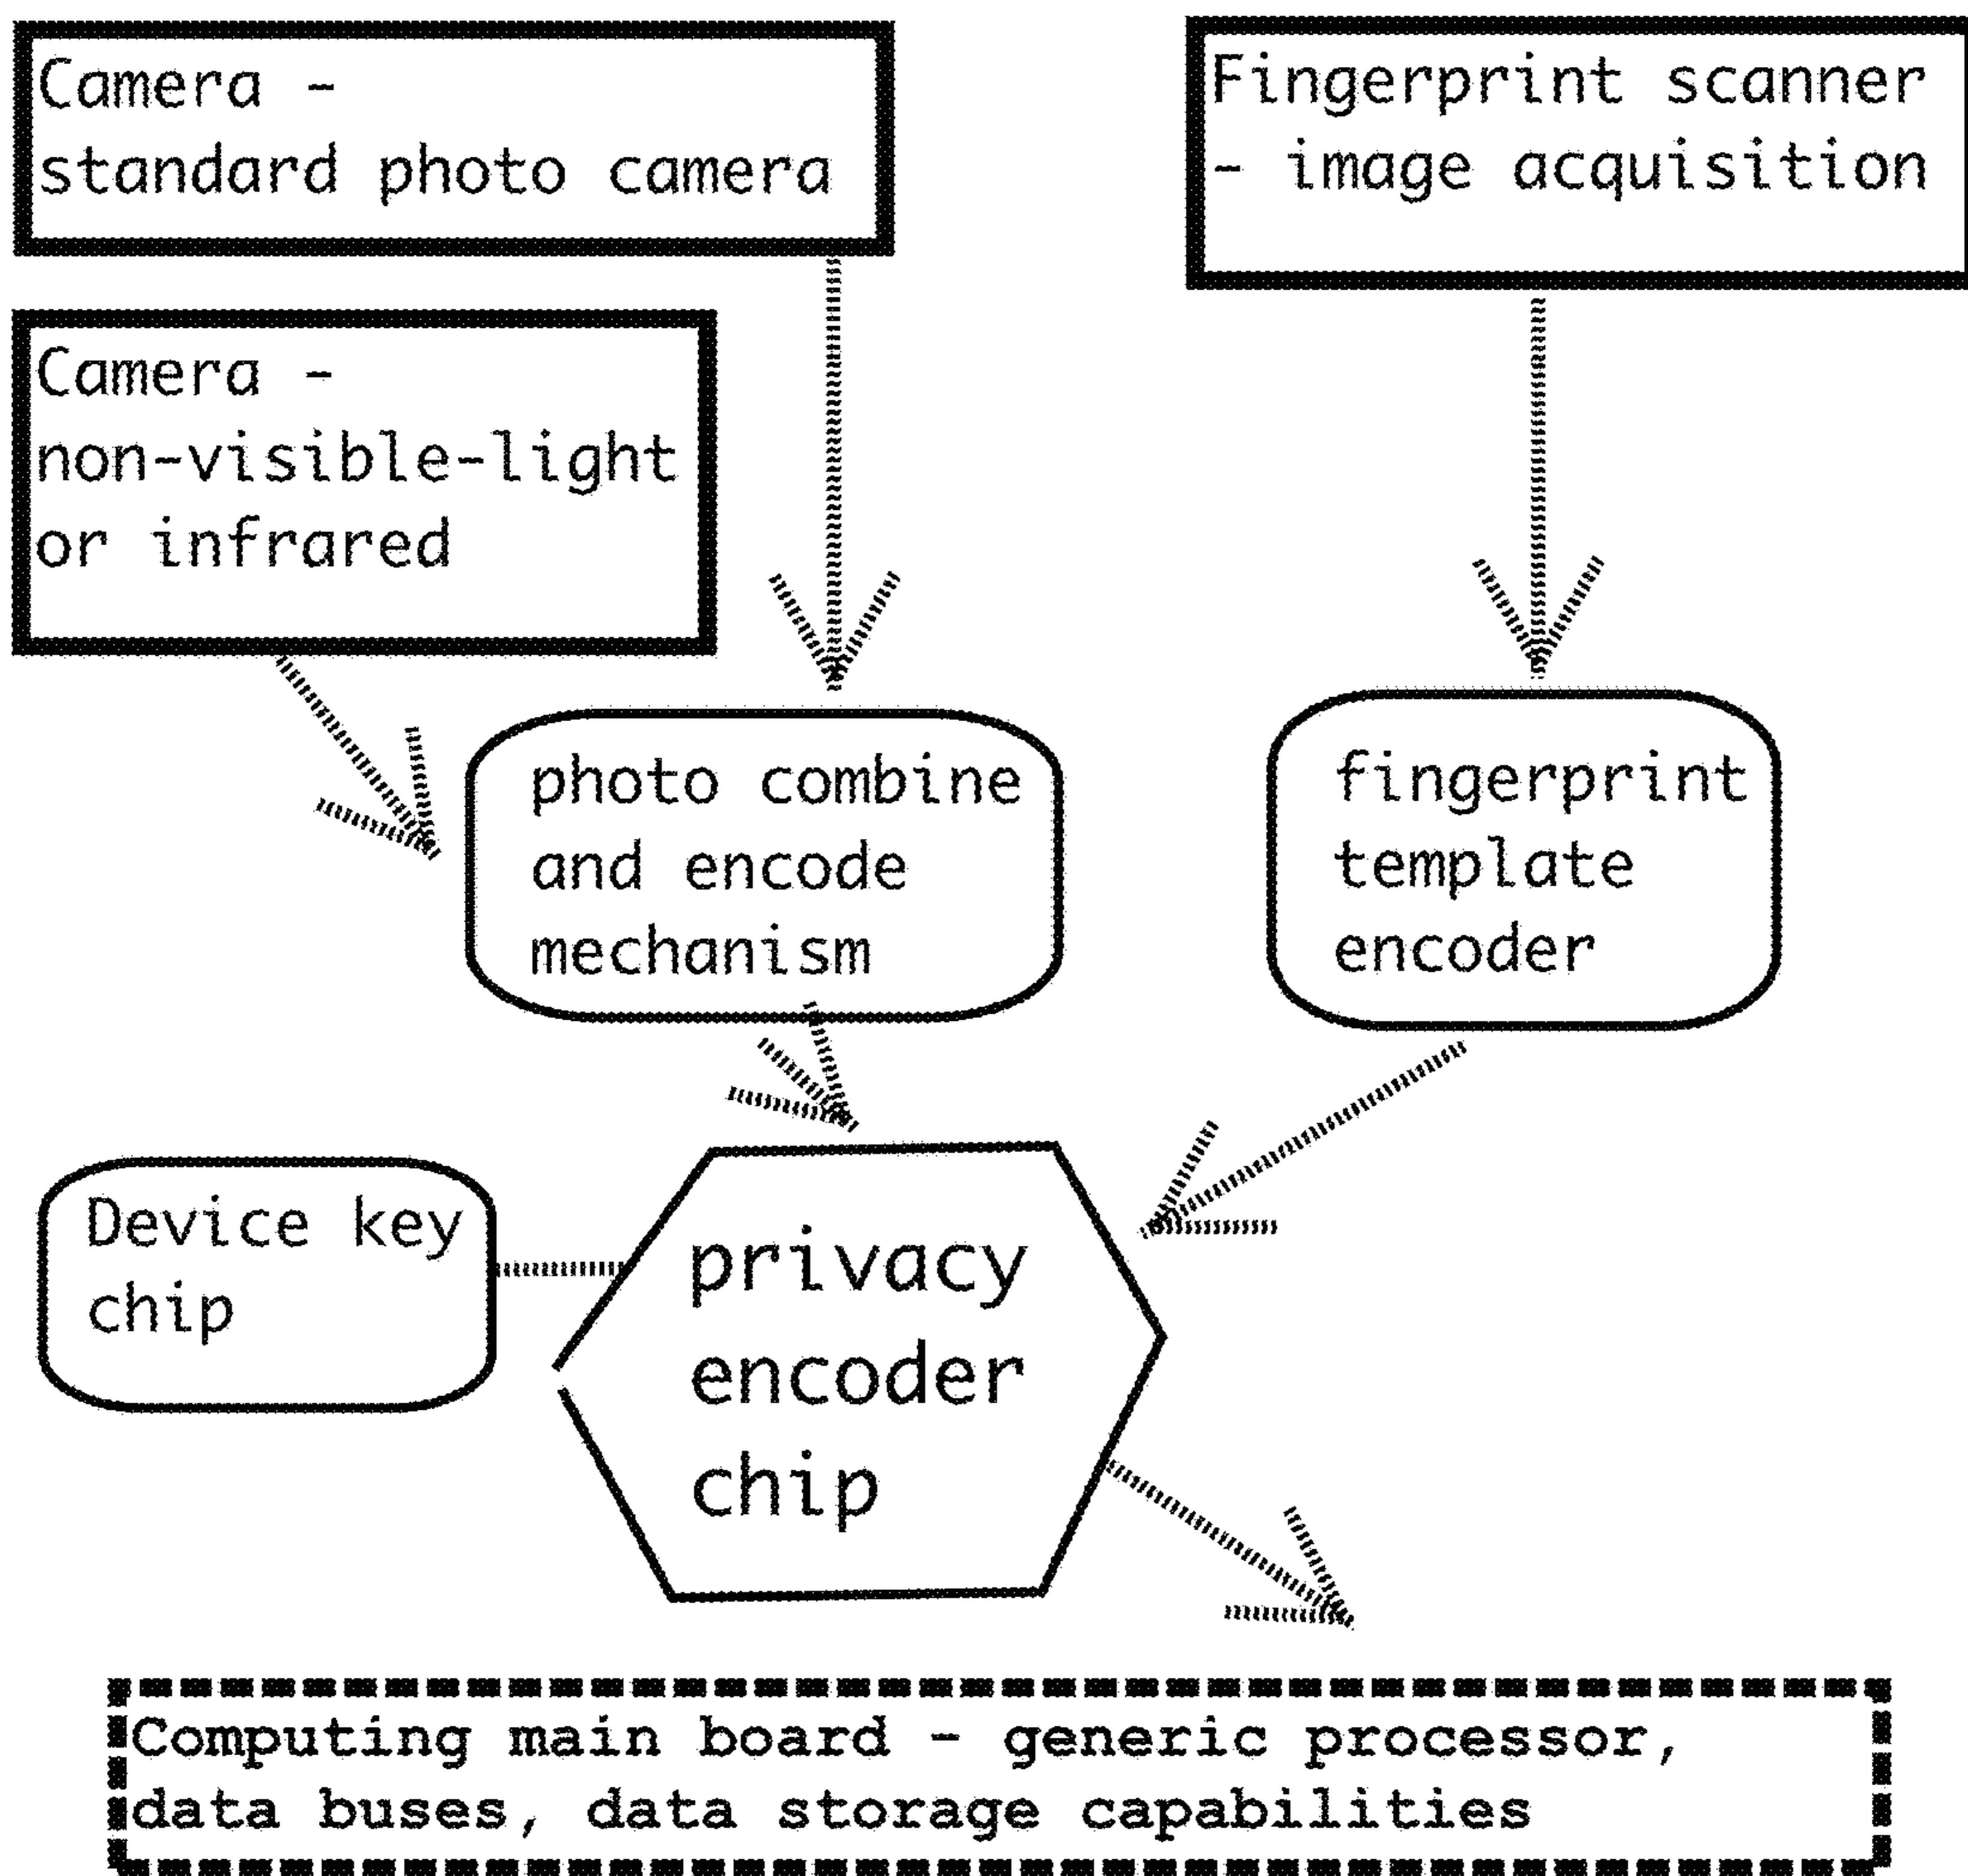 Camera -
standard photo camera
Fingerprint scanner
- image acquisition
Camera -
non-visible-light
or infrared
photo combine
and encode
mechanism
fingerprint
template
encoder
Device key
chip
privacy
encoder
chip
Computing main board - generic processor,
data buses, data storage capabilities